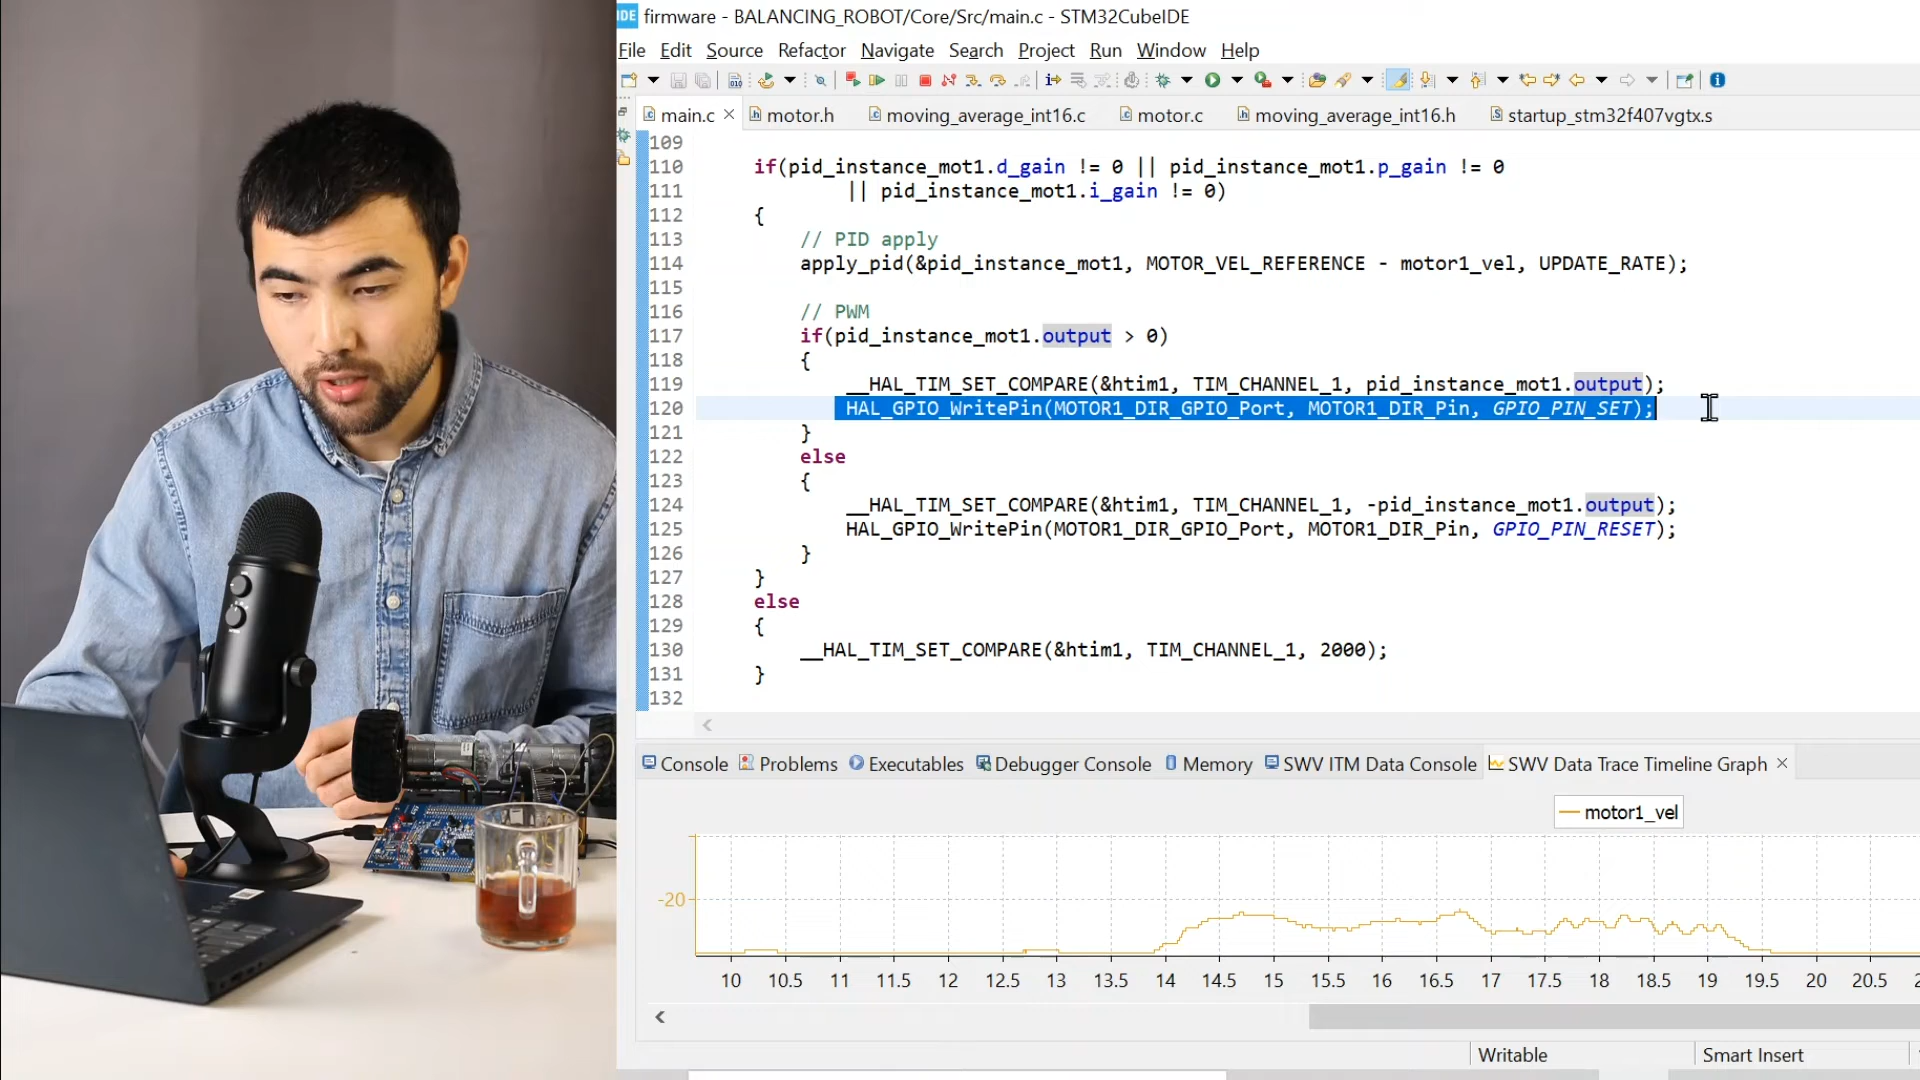 IDE firmware - BALANCING_ROBOT/Core/Src/main.c - STM32CubeIDE
File Edit Source Refactor Navigate Search Project Run Window Help
main.c motor.h moving_average_int16.c motor.c moving_average_int16.h startup_stm32f407vgtx.s
109
110 if(pid_instance_mot1.d_gain != 0 || pid_instance_mot1.p_gain != 0
111 || pid_instance_mot1.i_gain != 0)
112 {
113 // PID apply
114 apply_pid(&pid_instance_mot1, MOTOR_VEL_REFERENCE - motor1_vel, UPDATE_RATE);
115
116 // PWM
117 if(pid_instance_mot1.output > 0)
118 {
119 __HAL_TIM_SET_COMPARE(&htim1, TIM_CHANNEL_1, pid_instance_mot1.output);
120 HAL_GPIO_WritePin(MOTOR1_DIR_GPIO_Port, MOTOR1_DIR_Pin, GPIO_PIN_SET);
121 }
122 else
123 {
124 __HAL_TIM_SET_COMPARE(&htim1, TIM_CHANNEL_1, -pid_instance_mot1.output);
125 HAL_GPIO_WritePin(MOTOR1_DIR_GPIO_Port, MOTOR1_DIR_Pin, GPIO_PIN_RESET);
126 }
127 }
128 else
129 {
130 __HAL_TIM_SET_COMPARE(&htim1, TIM_CHANNEL_1, 2000);
131 }
132
Console Problems Executables Debugger Console Memory SWV ITM Data Console SWV Data Trace Timeline Graph
motor1_vel
-20
10 10.5 11 11.5 12 12.5 13 13.5 14 14.5 15 15.5 16 16.5 17 17.5 18 18.5 19 19.5 20 20.5
Writable Smart Insert